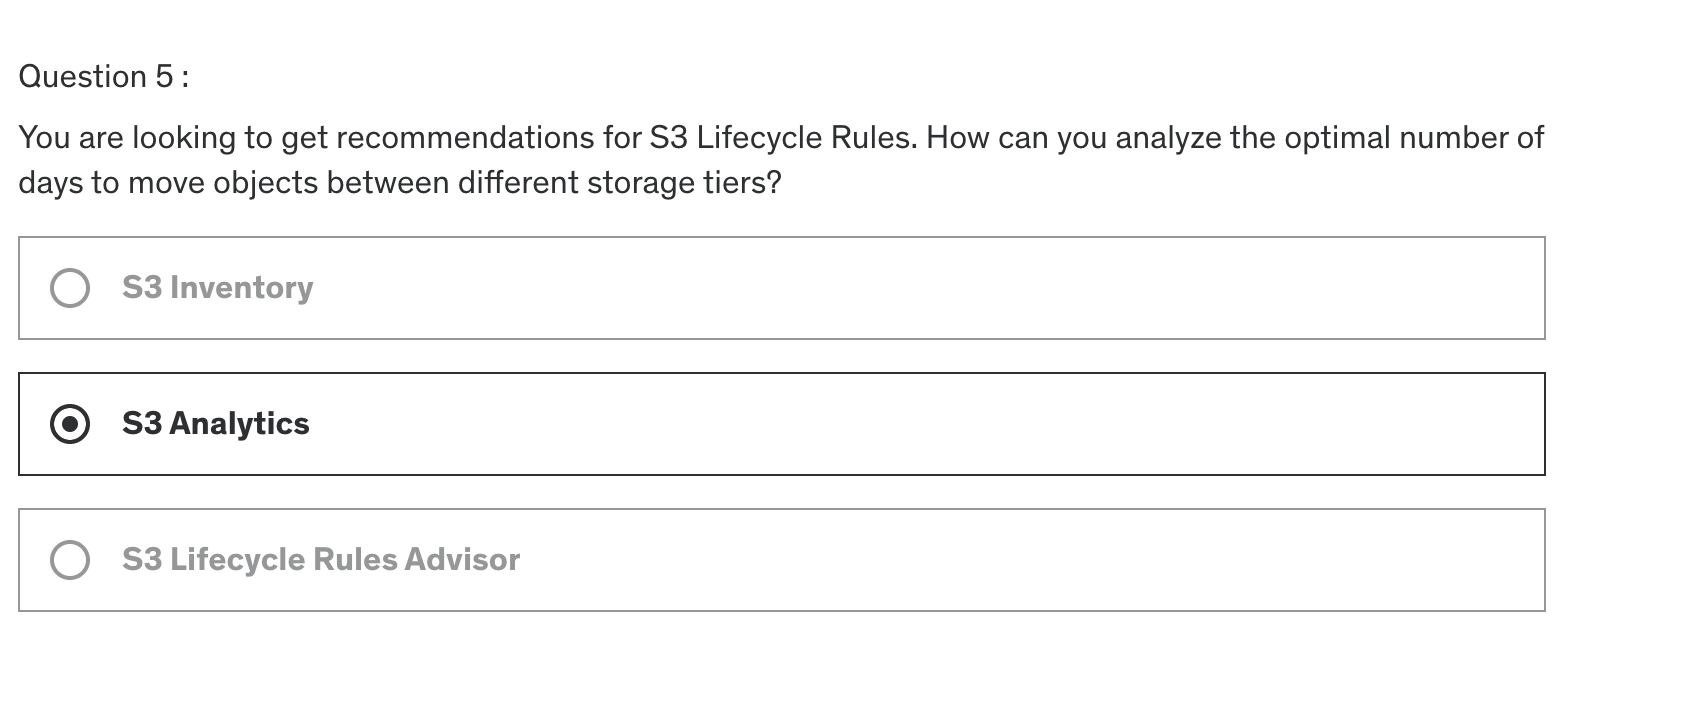 Question 5 :
You are looking to get recommendations for S3 Lifecycle Rules. How can you analyze the optimal number of
days to move objects between different storage tiers?
S3 Inventory
S3 Analytics
S3 Lifecycle Rules Advisor